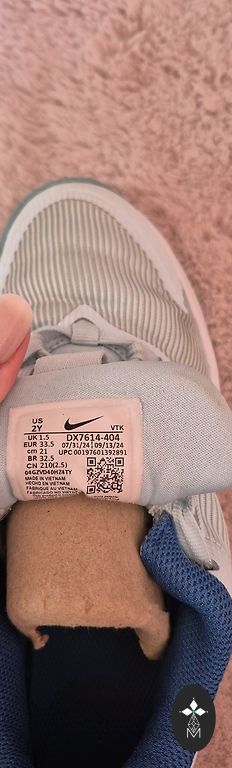 US
2Y VTK
UK 1.5 DX7614-404
EUR 33.5 07/31/24 | 09/13/24
cm 21 UPC 00197601392891
BR 32.5
CN 210(2.5)
MADE IN VIETNAM
HECHO EN VIETNAM
FABRIQUE AU VIETNAM
M